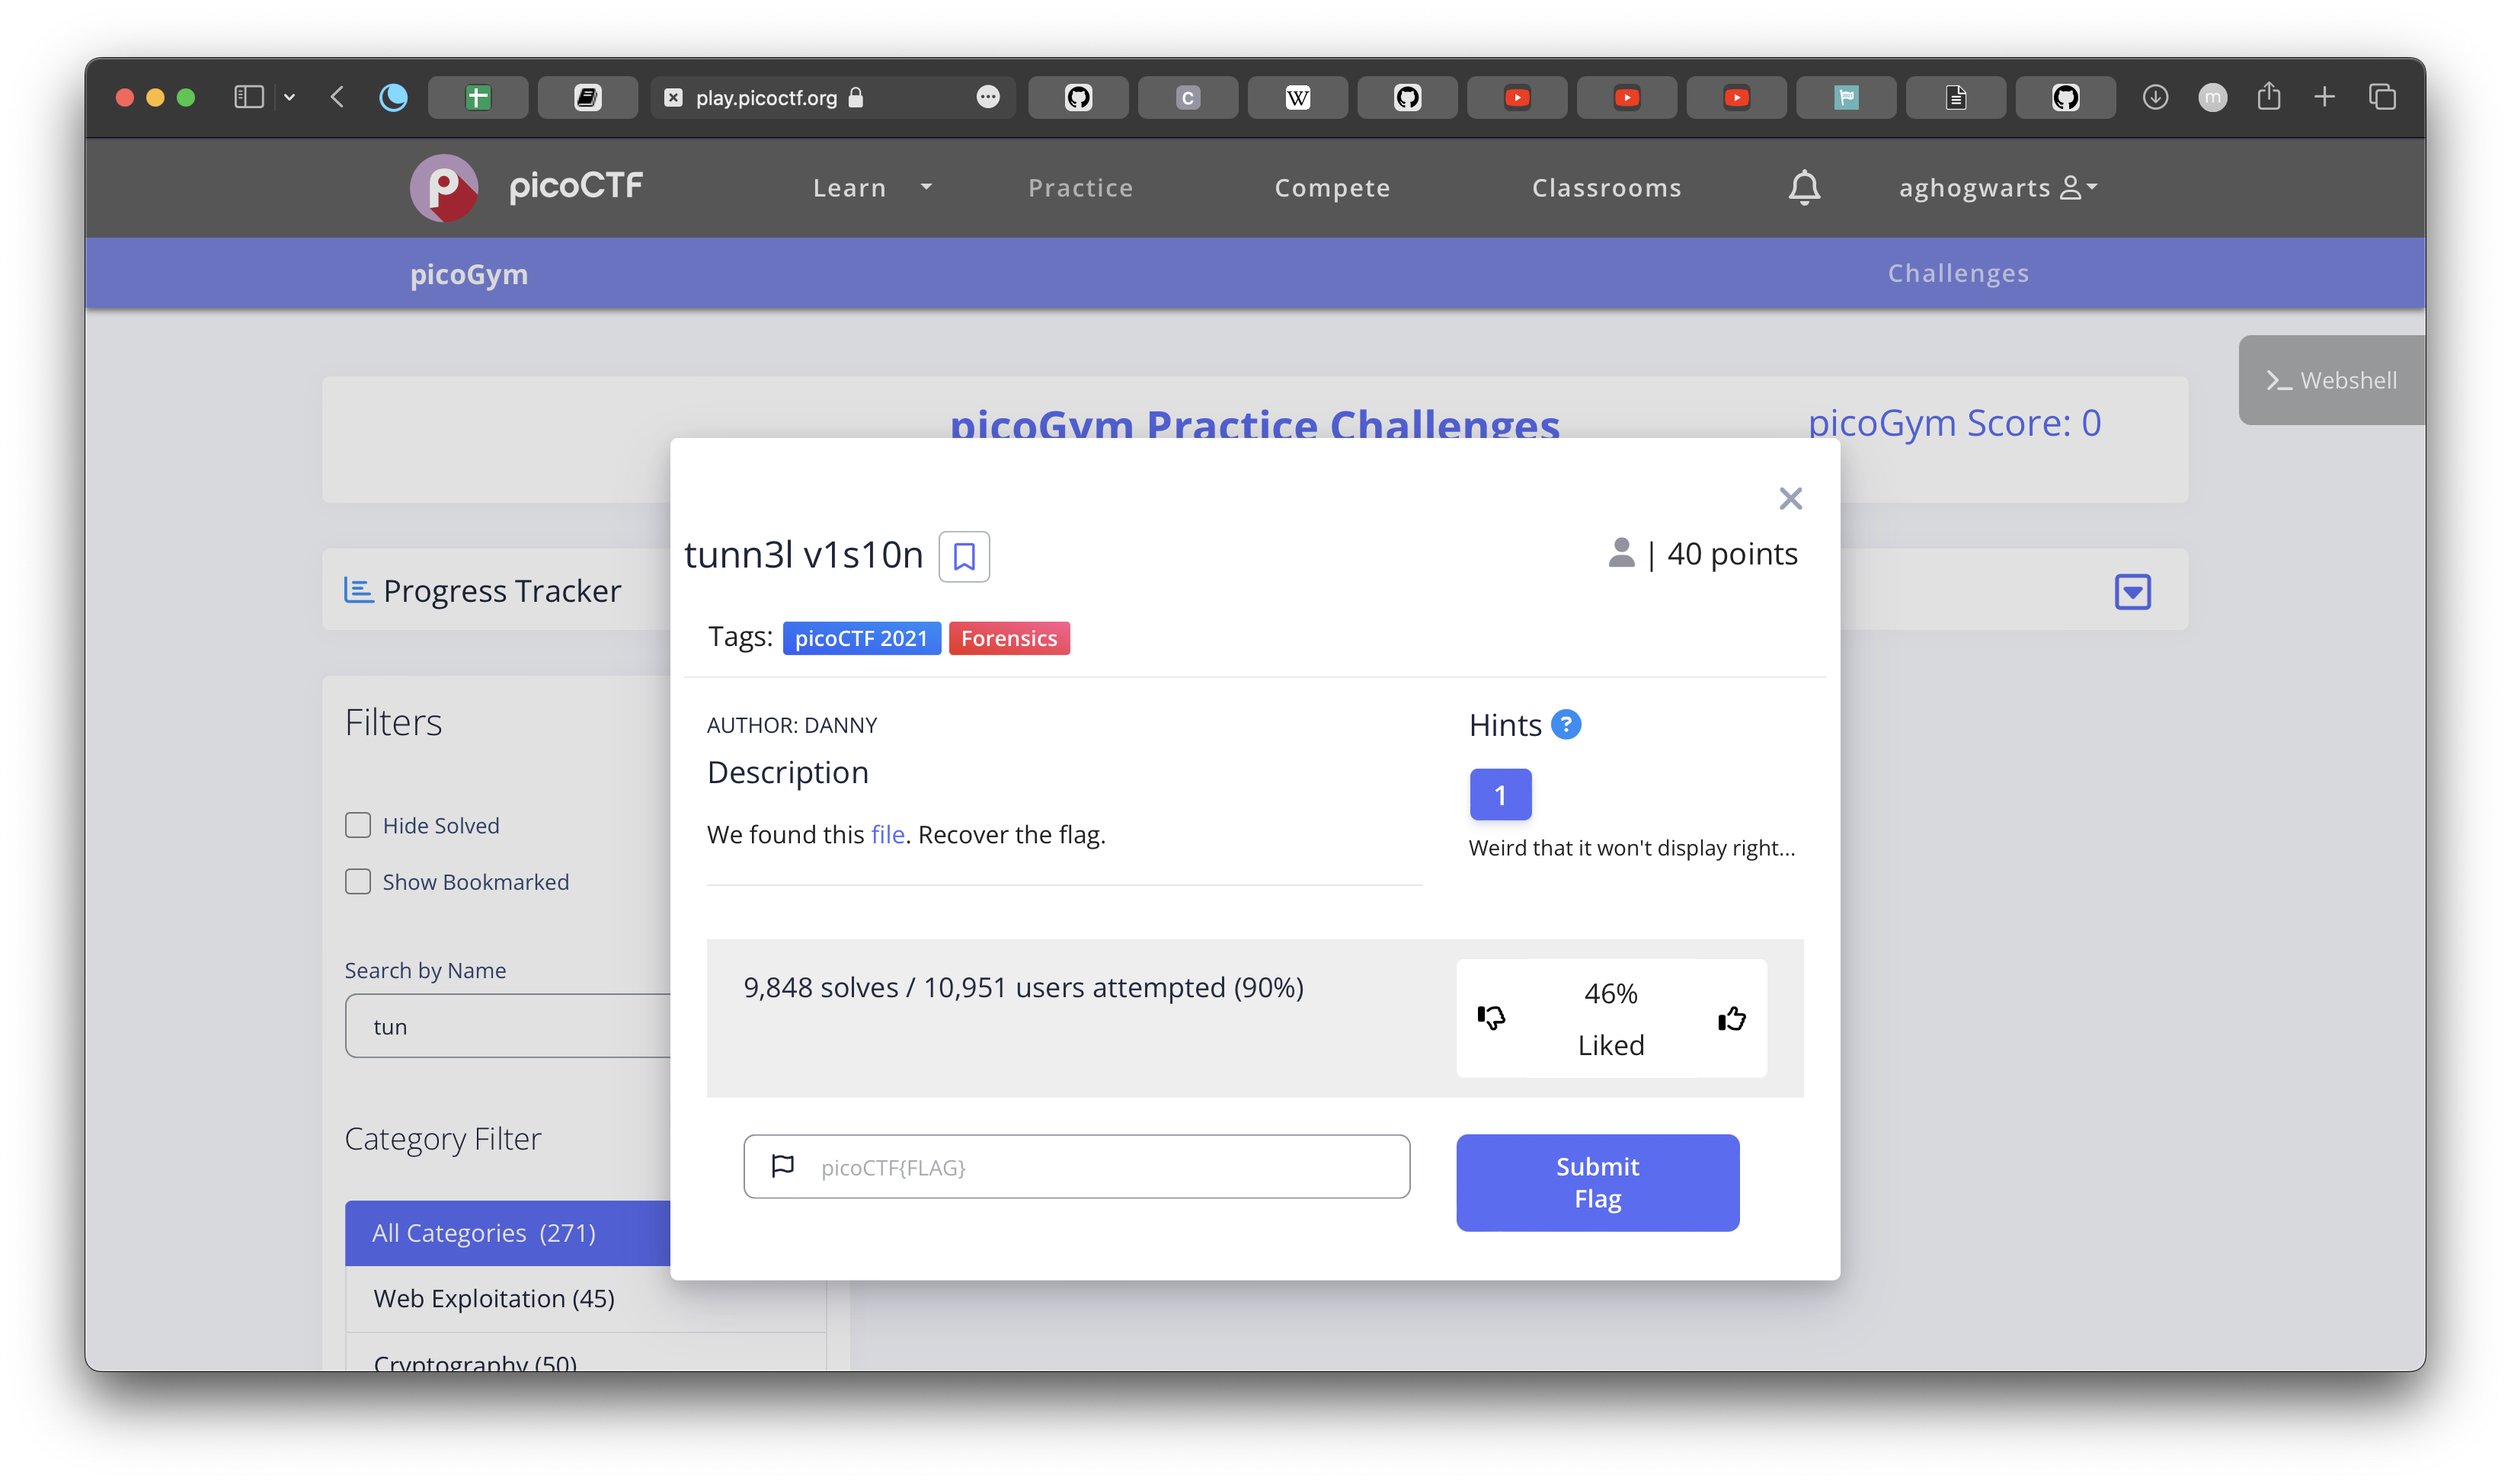 play.picoctf.org
C
W
m
picoCTF
Learn
Practice
Compete
Classrooms
aghogwarts
picoGym
Challenges
Webshell
picoGym Practice Challenges
picoGym Score: 0
tunn3l v1s10n
| 40 points
Progress Tracker
Tags: picoCTF 2021 Forensics
Filters
AUTHOR: DANNY
Hints ?
Description
1
Hide Solved
We found this file. Recover the flag.
Weird that it won't display right...
Show Bookmarked
Search by Name
9,848 solves / 10,951 users attempted (90%)
46%
Liked
tun
Category Filter
picoCTF{FLAG}
Submit
Flag
All Categories (271)
Web Exploitation (45)
Cryptography (50)